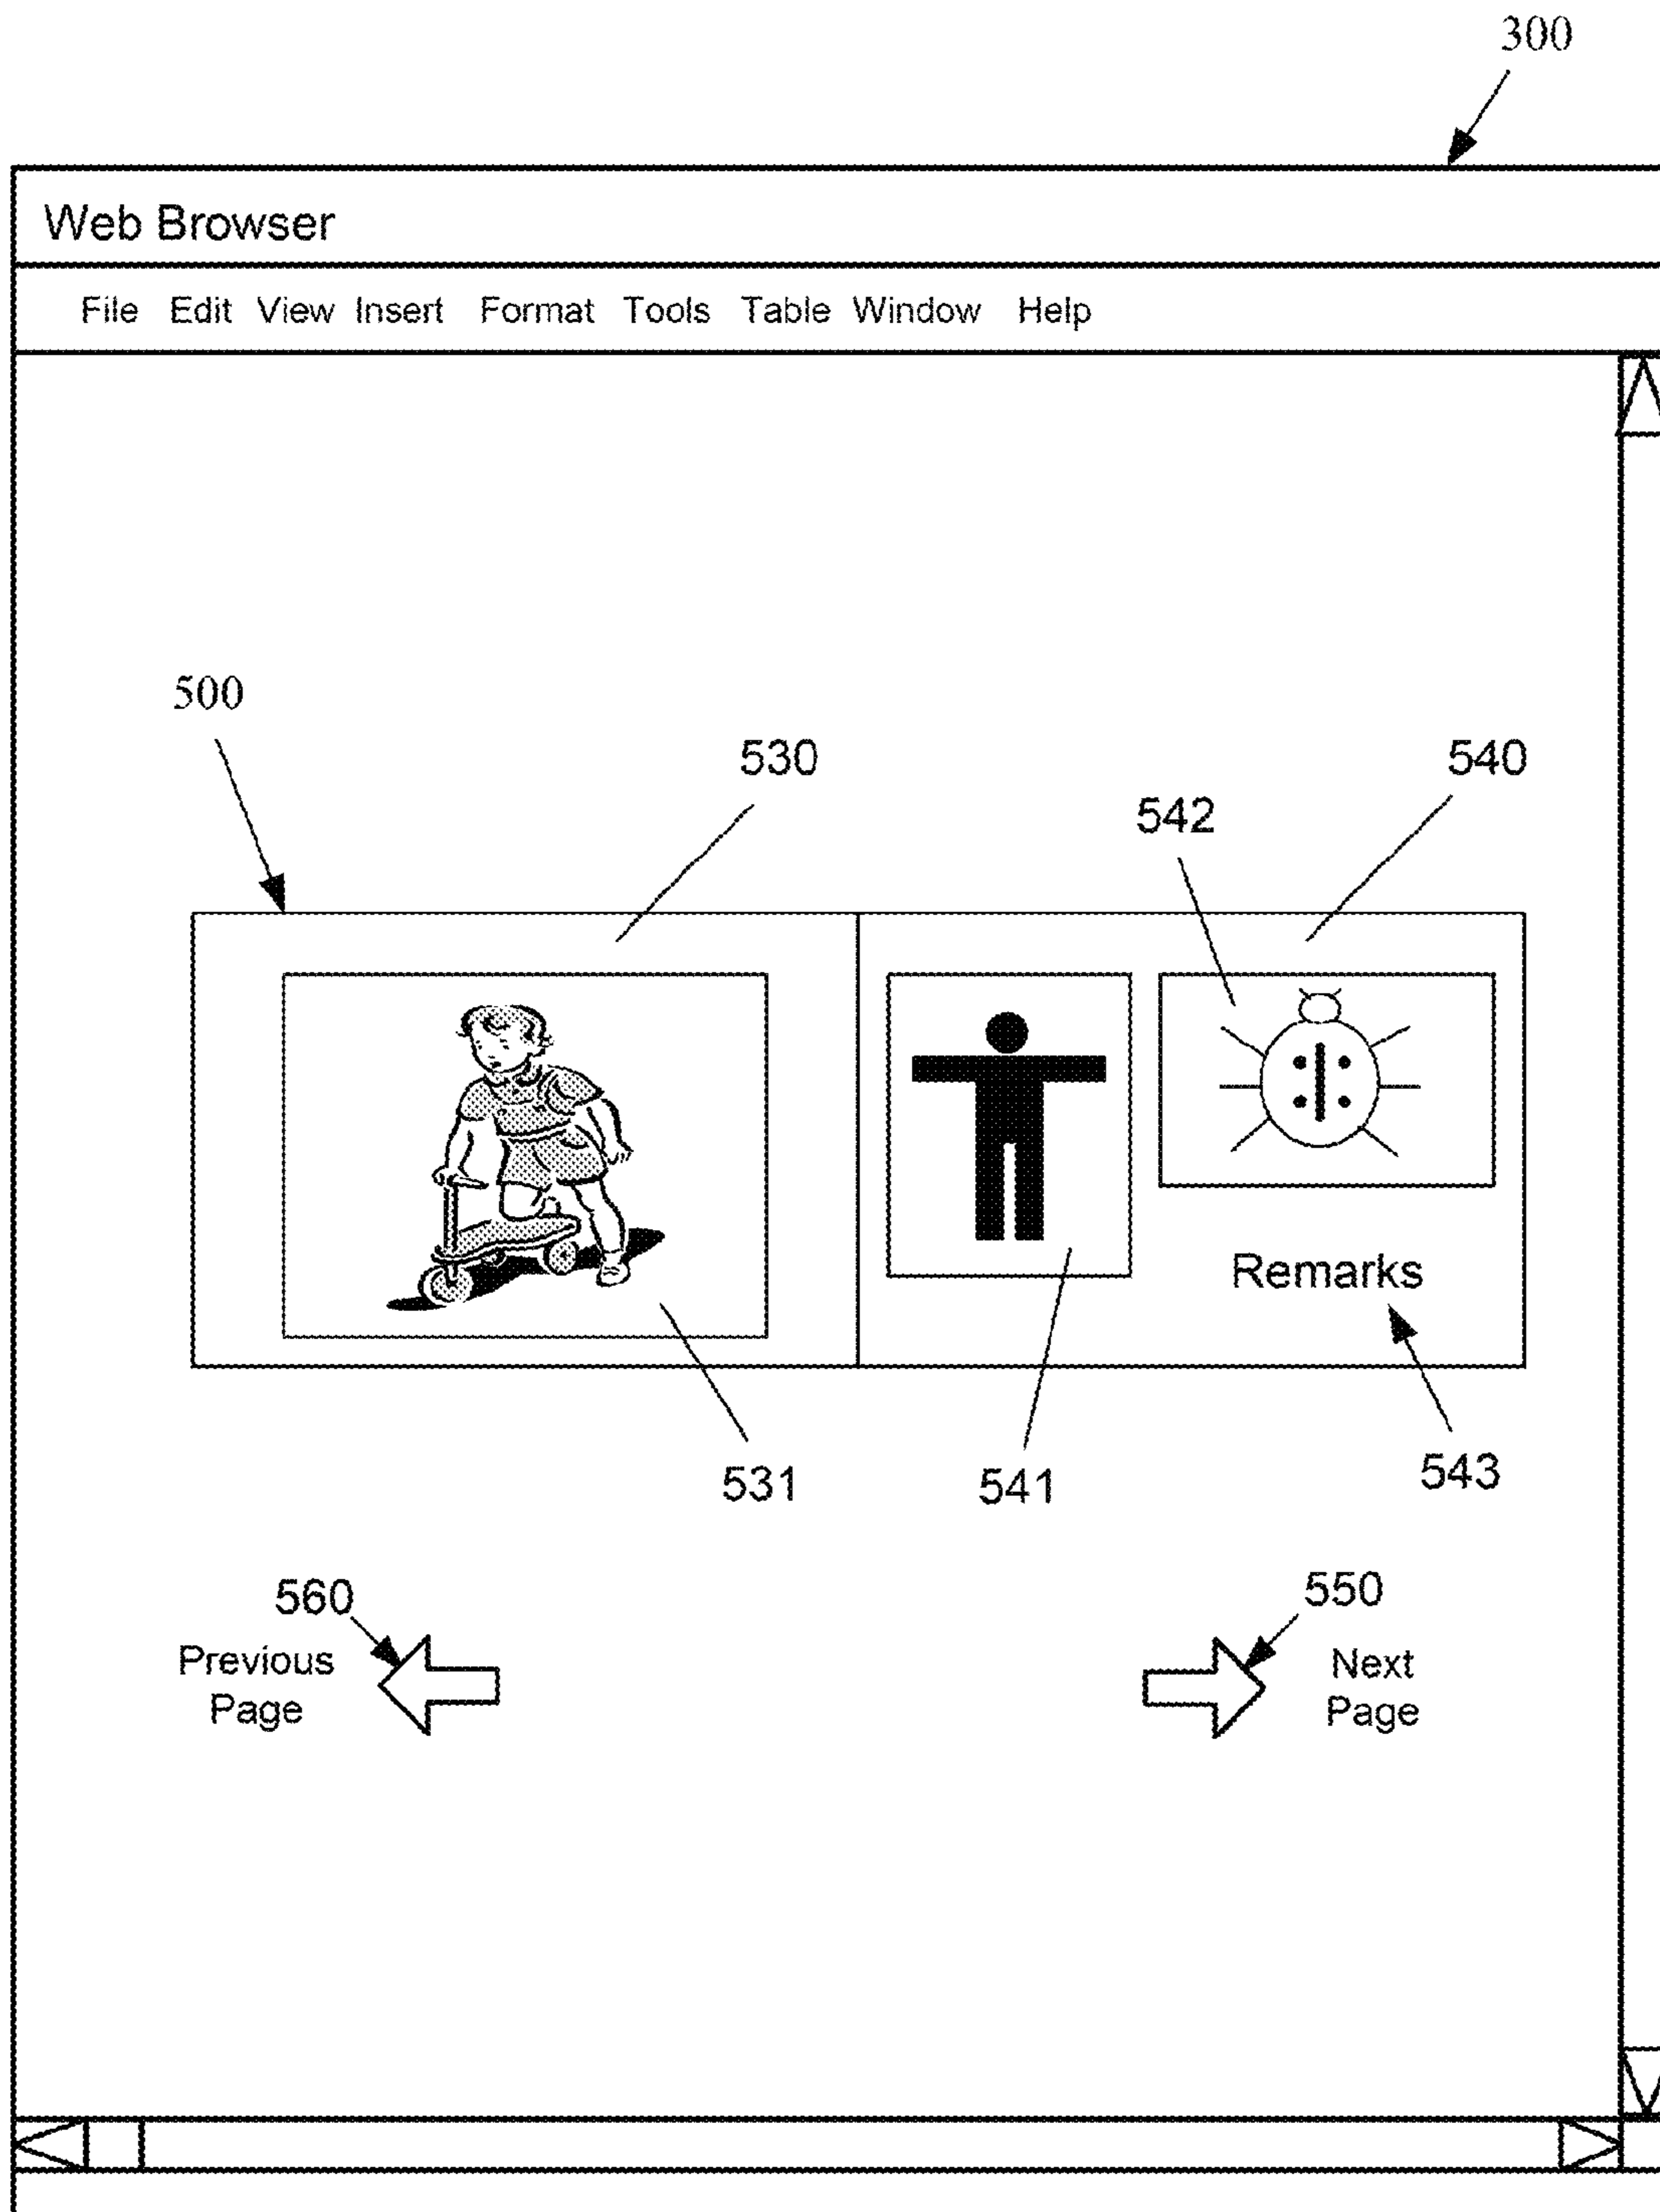 300
Web Browser
File Edit View Insert Format Tools Table Window Help
500
530
540
542
Remarks
531
541
543
560
550
Previous
Page
Next
Page